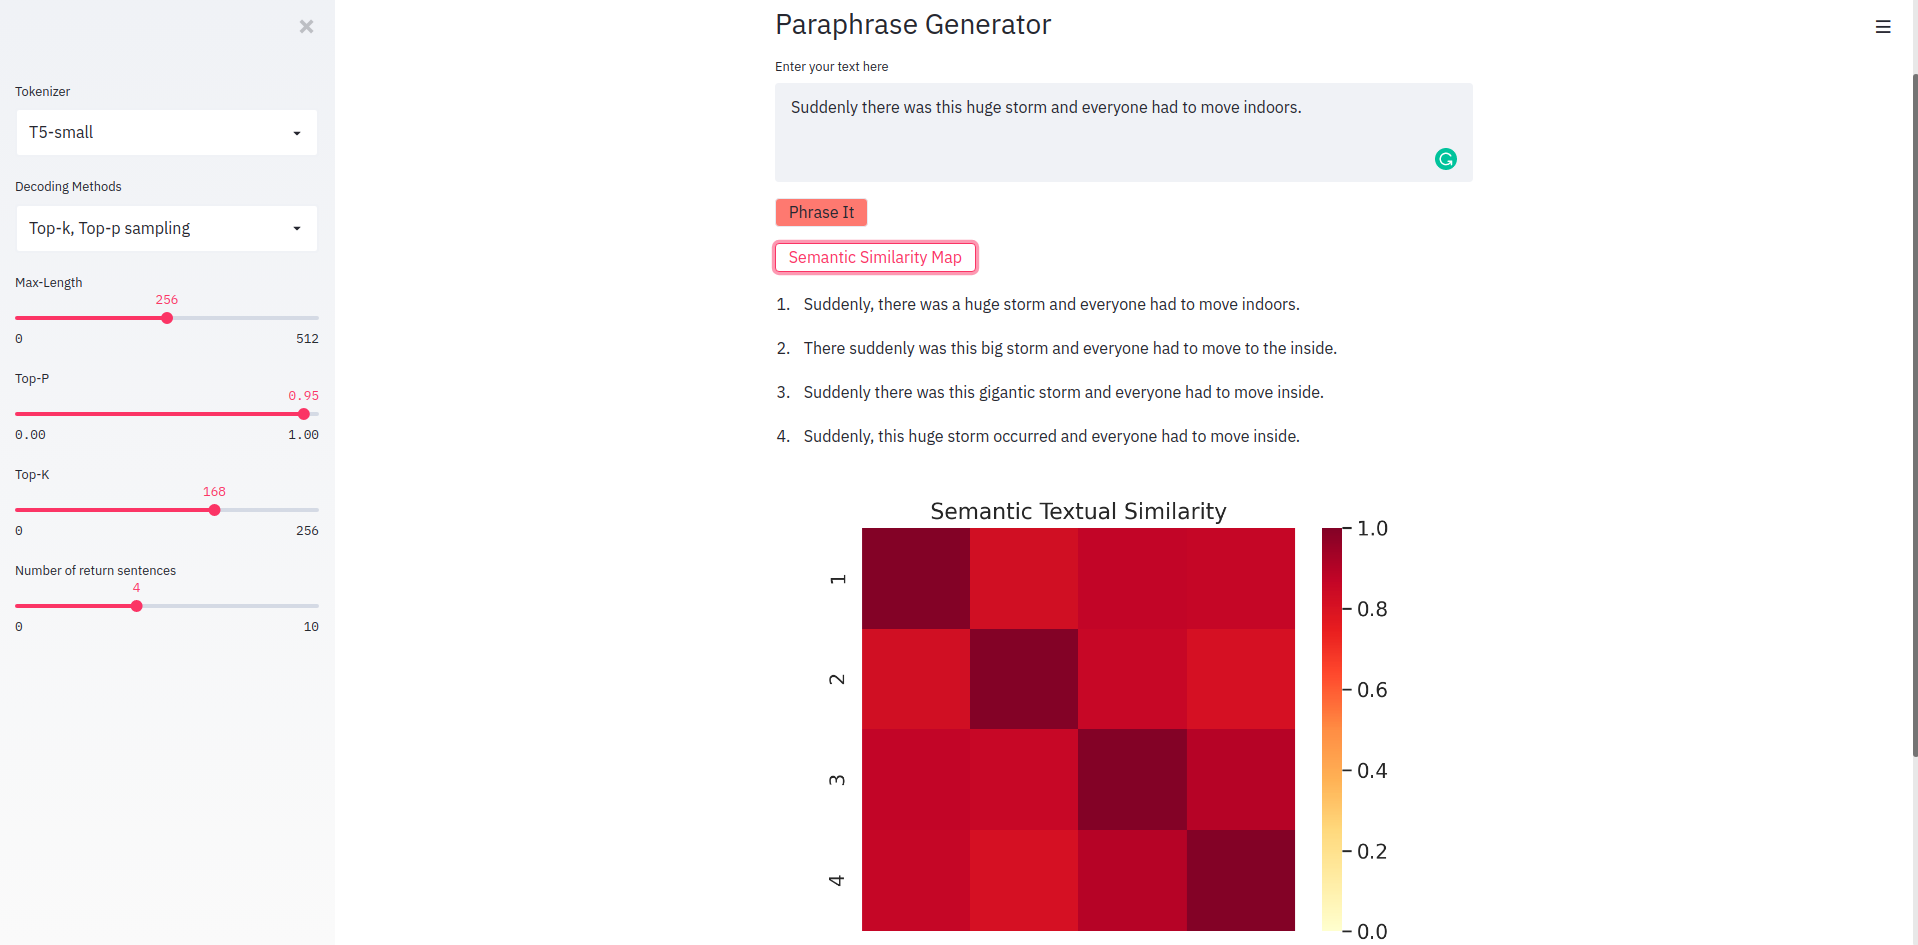 Tokenizer
T5-small
Decoding Methods
Top-k, Top-p sampling
Max-Length
256
0 512
Top-P
0.95
0.00 1.00
Top-K
168
0 256
Number of return sentences
4
0 10
Paraphrase Generator
Enter your text here
Suddenly there was this huge storm and everyone had to move indoors.
Phrase It
Semantic Similarity Map
1. Suddenly, there was a huge storm and everyone had to move indoors.
2. There suddenly was this big storm and everyone had to move to the inside.
3. Suddenly there was this gigantic storm and everyone had to move inside.
4. Suddenly, this huge storm occurred and everyone had to move inside.
Semantic Textual Similarity
1
2
3
4
1.0
0.8
0.6
0.4
0.2
0.0